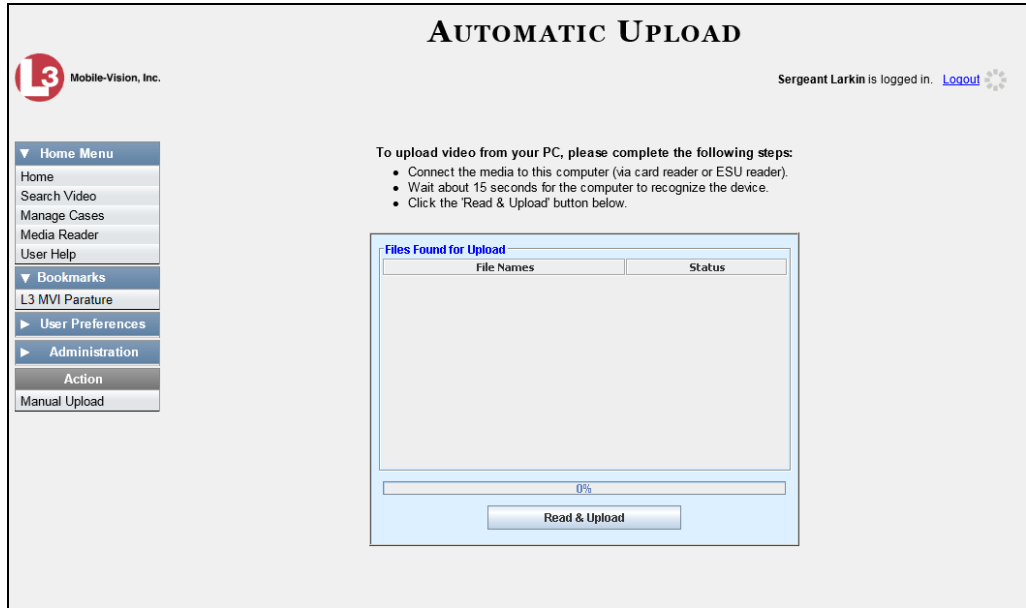 AUTOMATIC UPLOAD
L3 Mobile-Vision, Inc.
Sergeant Larkin is logged in. Logout
▼ Home Menu
Home
Search Video
Manage Cases
Media Reader
User Help
▼ Bookmarks
L3 MVI Parature
► User Preferences
► Administration
Action
Manual Upload
To upload video from your PC, please complete the following steps:
• Connect the media to this computer (via card reader or ESU reader).
• Wait about 15 seconds for the computer to recognize the device.
• Click the 'Read & Upload' button below.
Files Found for Upload
File Names Status
0%
Read & Upload